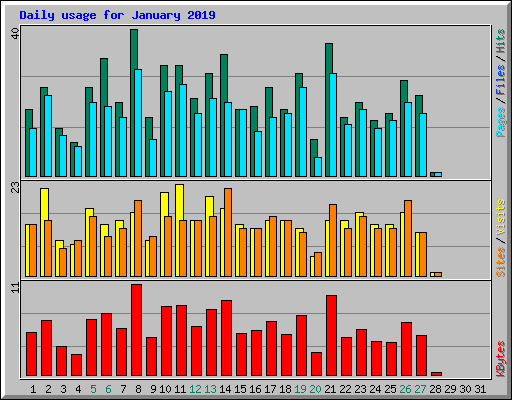 Daily usage for January 2019
40
Pages / Files / Hits
23
Sites / Visits
11
KBytes
1 2 3 4 5 6 7 8 9 10 11 12 13 14 15 16 17 18 19 20 21 22 23 24 25 26 27 28 29 30 31